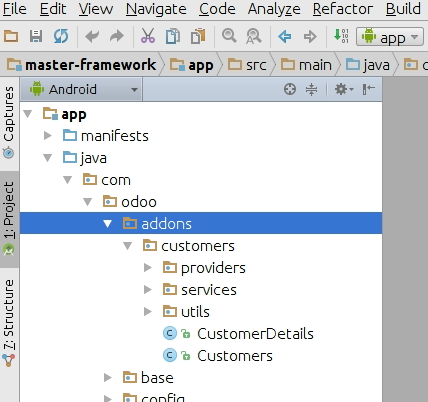 File Edit View Navigate Code Analyze Refactor Build
app
master-framework app src main java
Android
app
manifests
java
com
odoo
addons
customers
providers
services
utils
CustomerDetails
Customers
base
config
Captures
1: Project
7: Structure